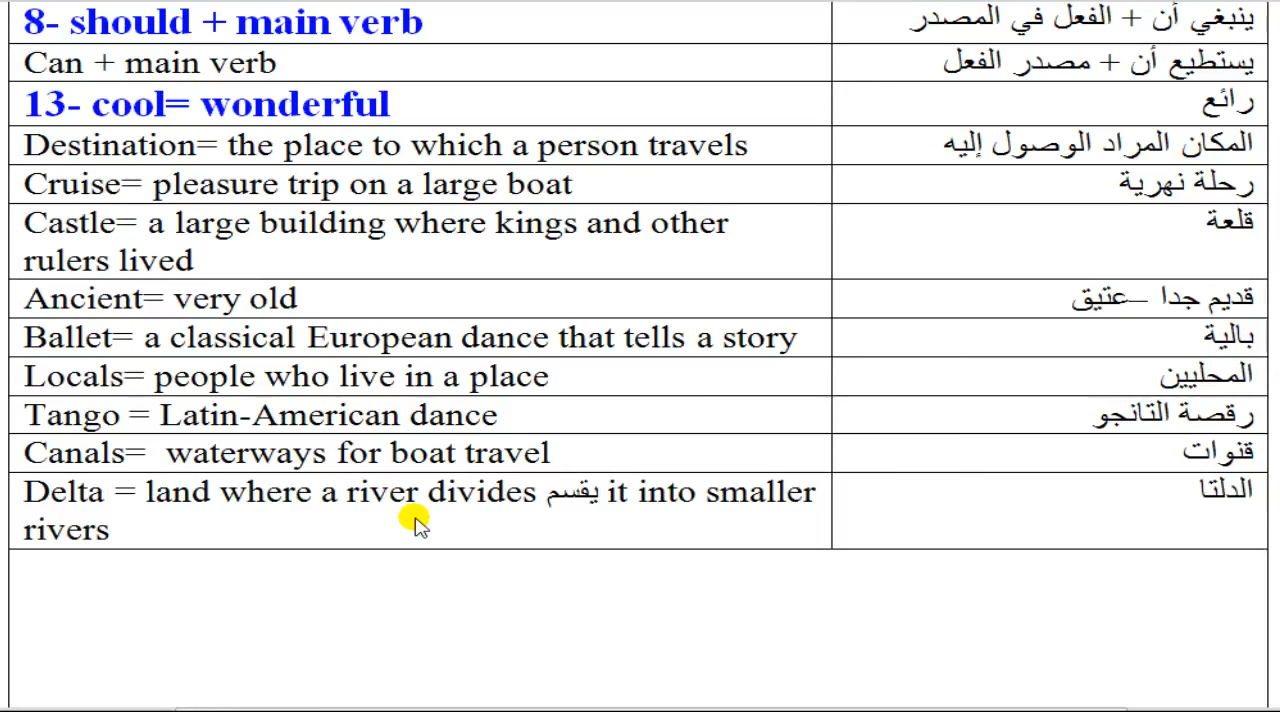 8- should + main verb
ينبغي أن + الفعل في المصدر
Can + main verb
يستطيع أن + مصدر الفعل
13- cool= wonderful
رائع
Destination= the place to which a person travels
المكان المراد الوصول إليه
Cruise= pleasure trip on a large boat
رحلة نهرية
Castle= a large building where kings and other
rulers lived
قلعة
Ancient= very old
قديم جدا –عتيق
Ballet= a classical European dance that tells a story
بالية
Locals= people who live in a place
المحليين
Tango = Latin-American dance
رقصة التانجو
Canals=  waterways for boat travel
قنوات
Delta = land where a river divides يقسم it into smaller
rivers
الدلتا